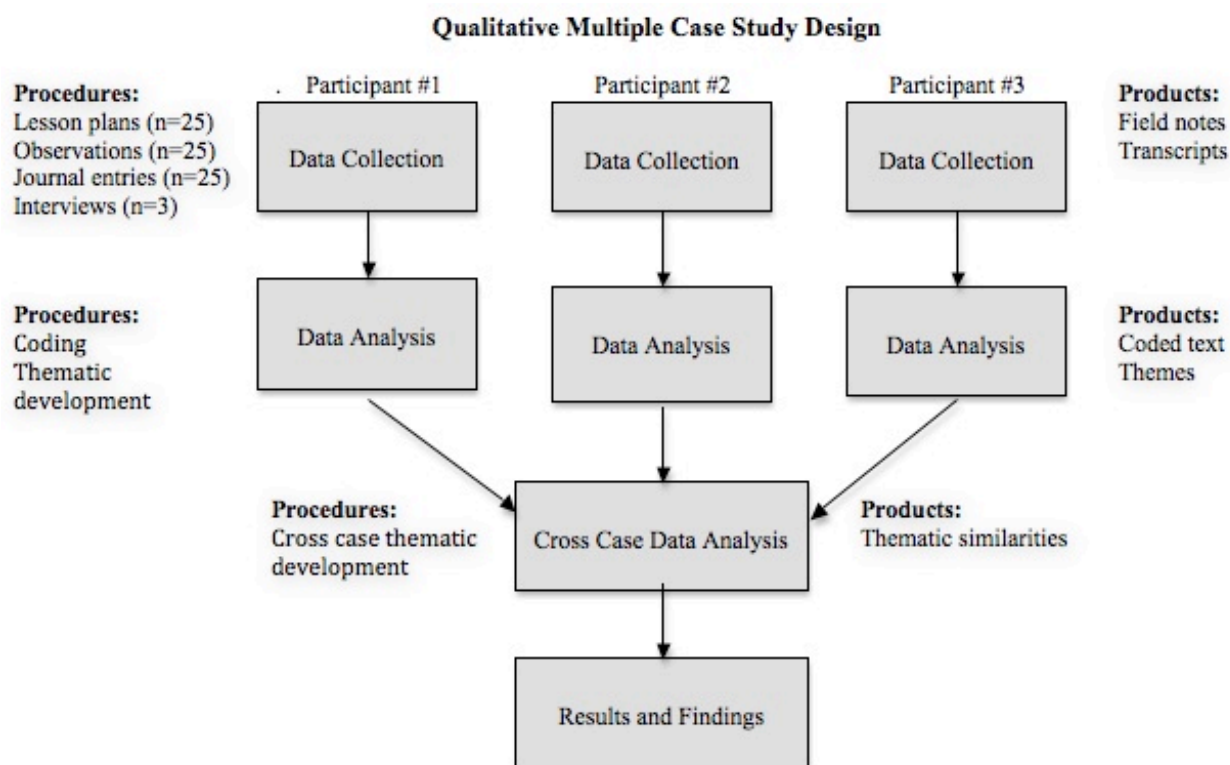 Qualitative Multiple Case Study Design
Procedures:
Lesson plans (n=25)
Observations (n=25)
Journal entries (n=25)
Interviews (n=3)
. Participant #1
Participant #2
Participant #3
Data Collection
Data Collection
Data Collection
Products:
Field notes
Transcripts
Procedures:
Coding
Thematic
development
Data Analysis
Data Analysis
Data Analysis
Products:
Coded text
Themes
Procedures:
Cross case thematic
development
Cross Case Data Analysis
Products:
Thematic similarities
Results and Findings